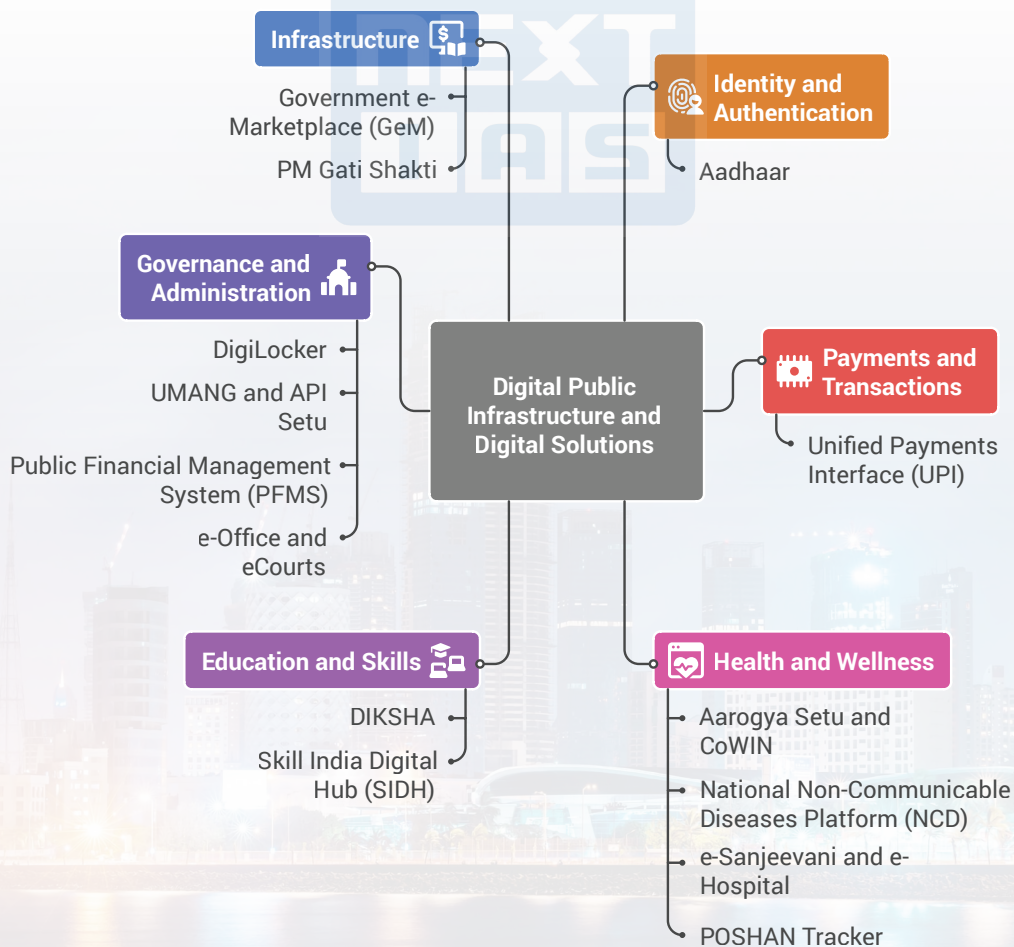 NEXT
IAS
Infrastructure
Government e-
Marketplace (GeM)
PM Gati Shakti
Identity and
Authentication
Aadhaar
Governance and
Administration
DigiLocker
UMANG and API
Setu
Public Financial Management
System (PFMS)
e-Office and
eCourts
Digital Public
Infrastructure and
Digital Solutions
Payments and
Transactions
Unified Payments
Interface (UPI)
Education and Skills
DIKSHA
Skill India Digital
Hub (SIDH)
Health and Wellness
Aarogya Setu and
CoWIN
National Non-Communicable
Diseases Platform (NCD)
e-Sanjeevani and e-
Hospital
POSHAN Tracker